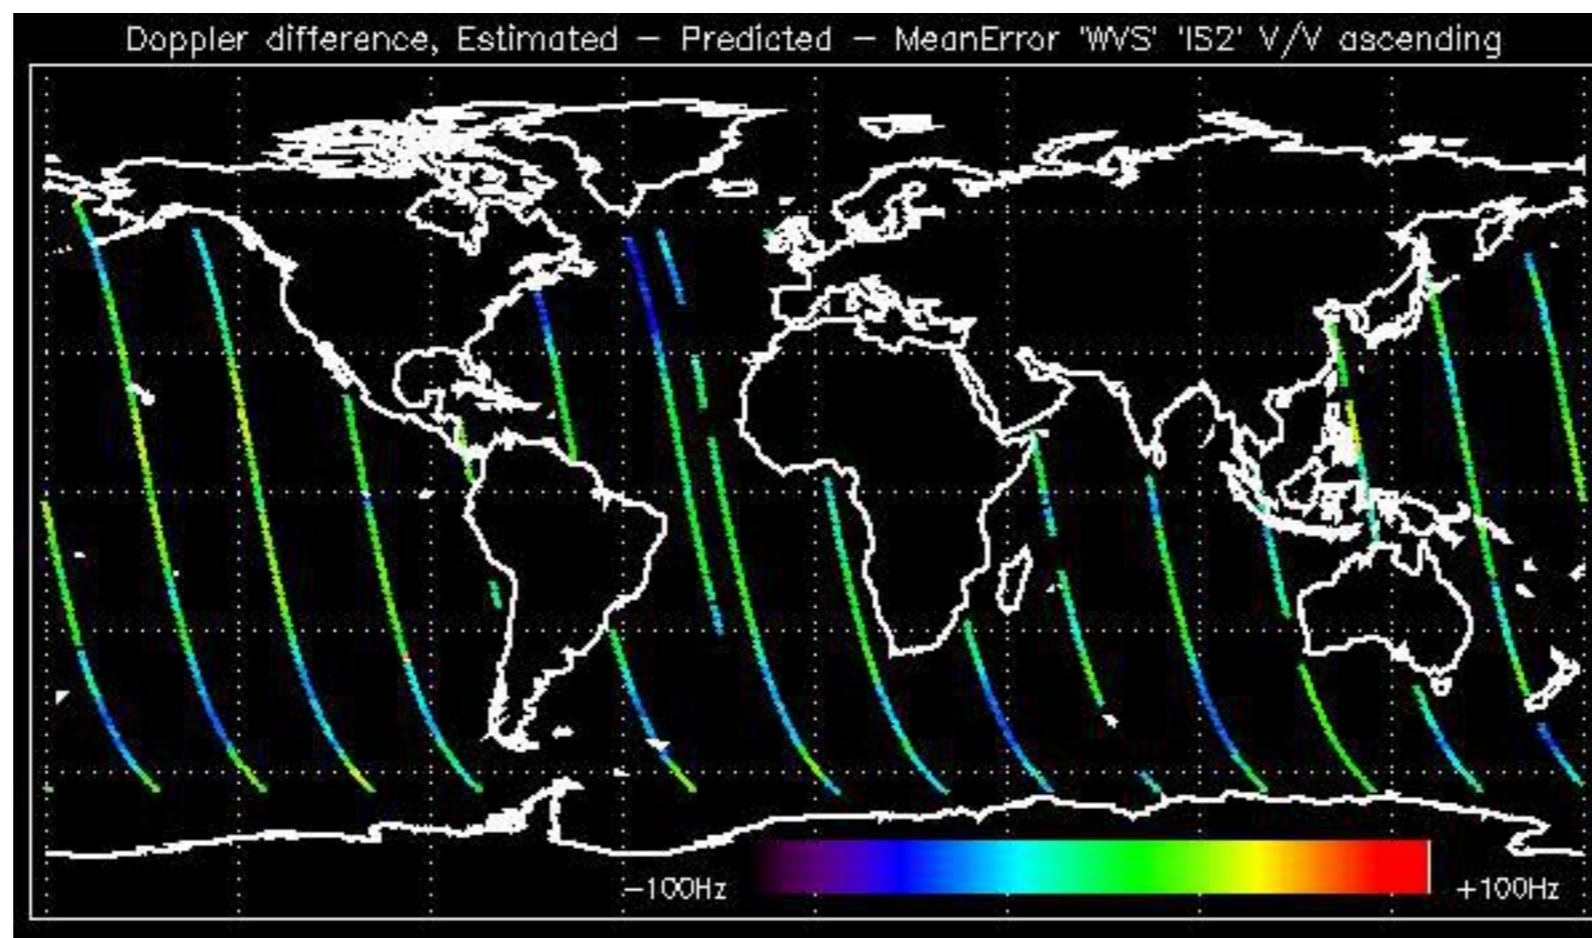 Doppler difference, Estimated – Predicted – MeanError 'WVS' 'IS2' V/V ascending
–100Hz +100Hz